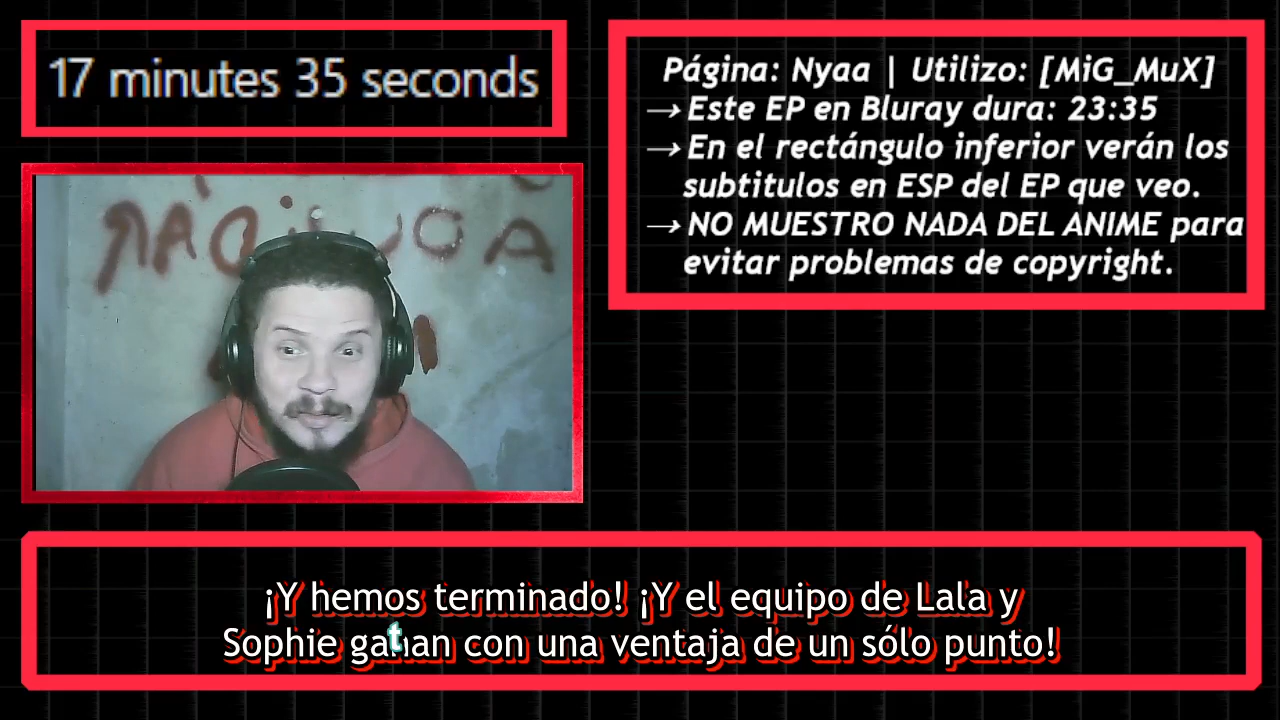 17 minutes 35 seconds
Página: Nyaa | Utilizo: [MiG_MuX]
→ Este EP en Bluray dura: 23:35
→ En el rectángulo inferior verán los
subtitulos en ESP del EP que veo.
→ NO MUESTRO NADA DEL ANIME para
evitar problemas de copyright.
¡Y hemos terminado! ¡Y el equipo de Lala y
Sophie ganan con una ventaja de un sólo punto!
t